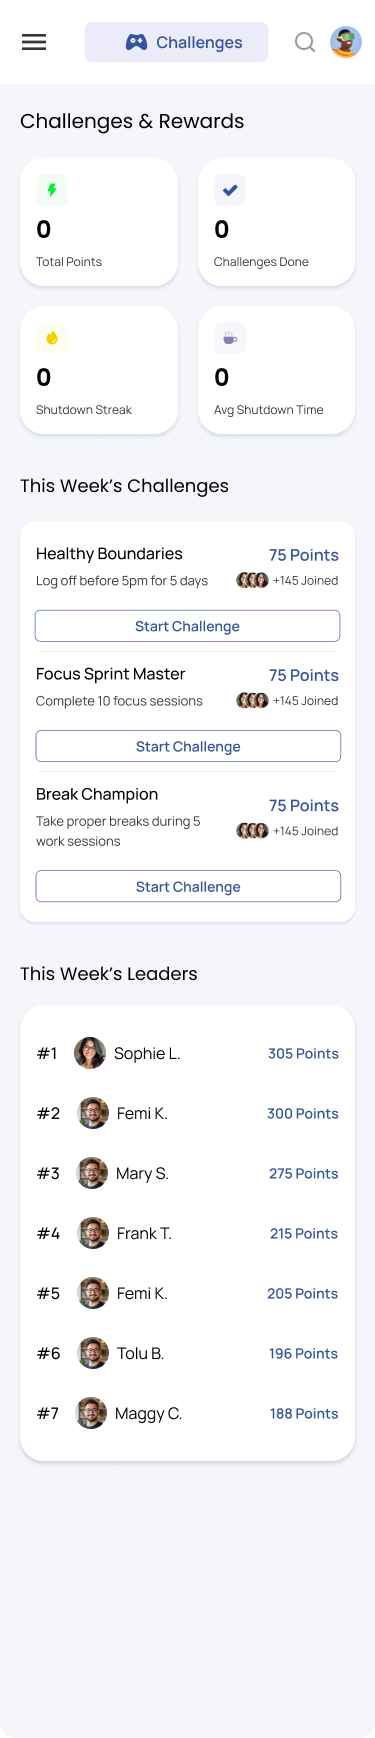 Challenges
Challenges & Rewards
0
Total Points
0
Challenges Done
0
Shutdown Streak
0
Avg Shutdown Time
This Week's Challenges
Healthy Boundaries
75 Points
Log off before 5pm for 5 days
+145 Joined
Start Challenge
Focus Sprint Master
75 Points
Complete 10 focus sessions
+145 Joined
Start Challenge
Break Champion
75 Points
Take proper breaks during 5
work sessions
+145 Joined
Start Challenge
This Week's Leaders
#1 Sophie L. 305 Points
#2 Femi K. 300 Points
#3 Mary S. 275 Points
#4 Frank T. 215 Points
#5 Femi K. 205 Points
#6 Tolu B. 196 Points
#7 Maggy C. 188 Points